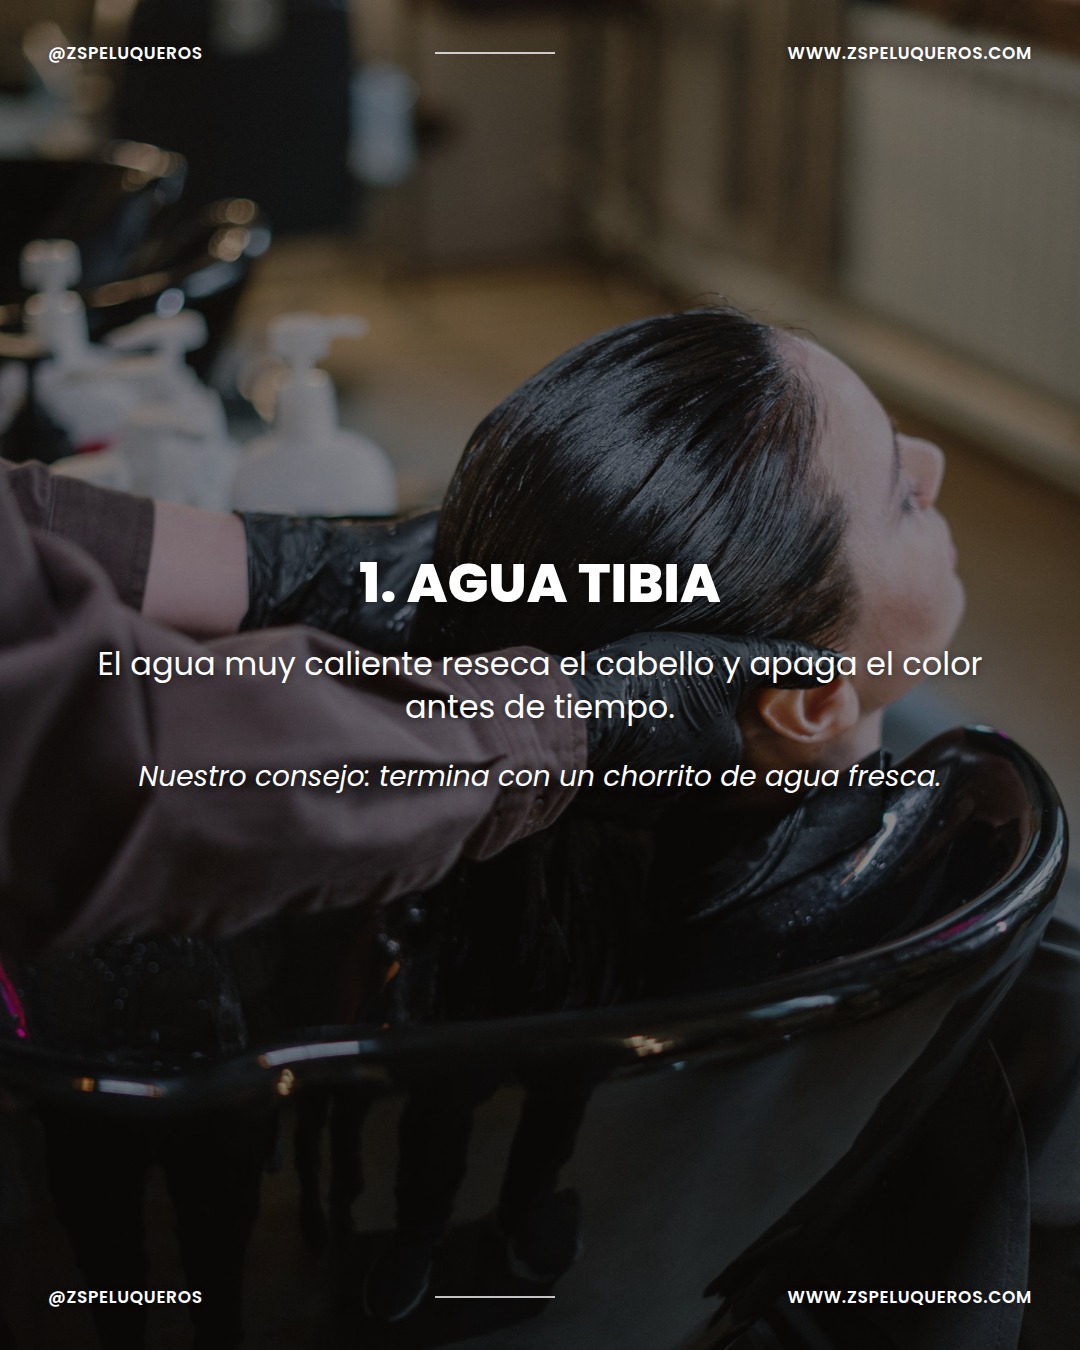 @ZSPELUQUEROS
WWW.ZSPELUQUEROS.COM
1. AGUA TIBIA
El agua muy caliente reseca el cabello y apaga el color
antes de tiempo.
Nuestro consejo: termina con un chorrito de agua fresca.
@ZSPELUQUEROS
WWW.ZSPELUQUEROS.COM